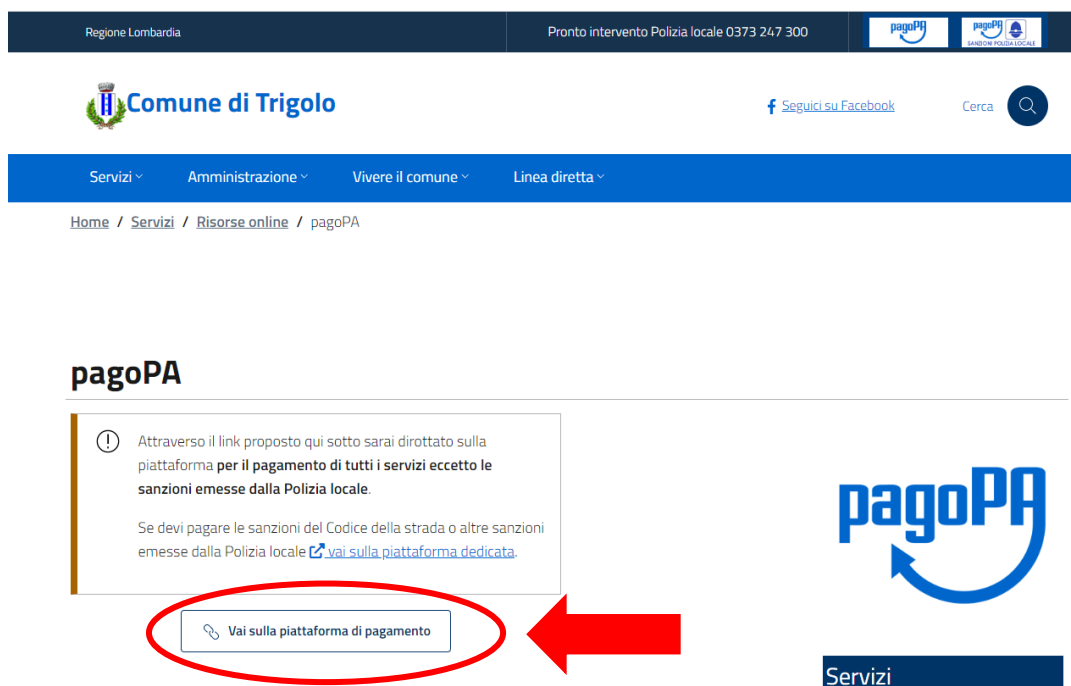 Regione Lombardia
Pronto intervento Polizia locale 0373 247 300
pagoPA
pagoPA
SANZIONI POLIZIA LOCALE
Comune di Trigolo
Seguici su Facebook
Cerca
Servizi
Amministrazione
Vivere il comune
Linea diretta
Home / Servizi / Risorse online / pagoPA
pagoPA
Attraverso il link proposto qui sotto sarai dirottato sulla
piattaforma per il pagamento di tutti i servizi eccetto le
sanzioni emesse dalla Polizia locale.
Se devi pagare le sanzioni del Codice della strada o altre sanzioni
emesse dalla Polizia locale vai sulla piattaforma dedicata.
pagoPA
Vai sulla piattaforma di pagamento
Servizi